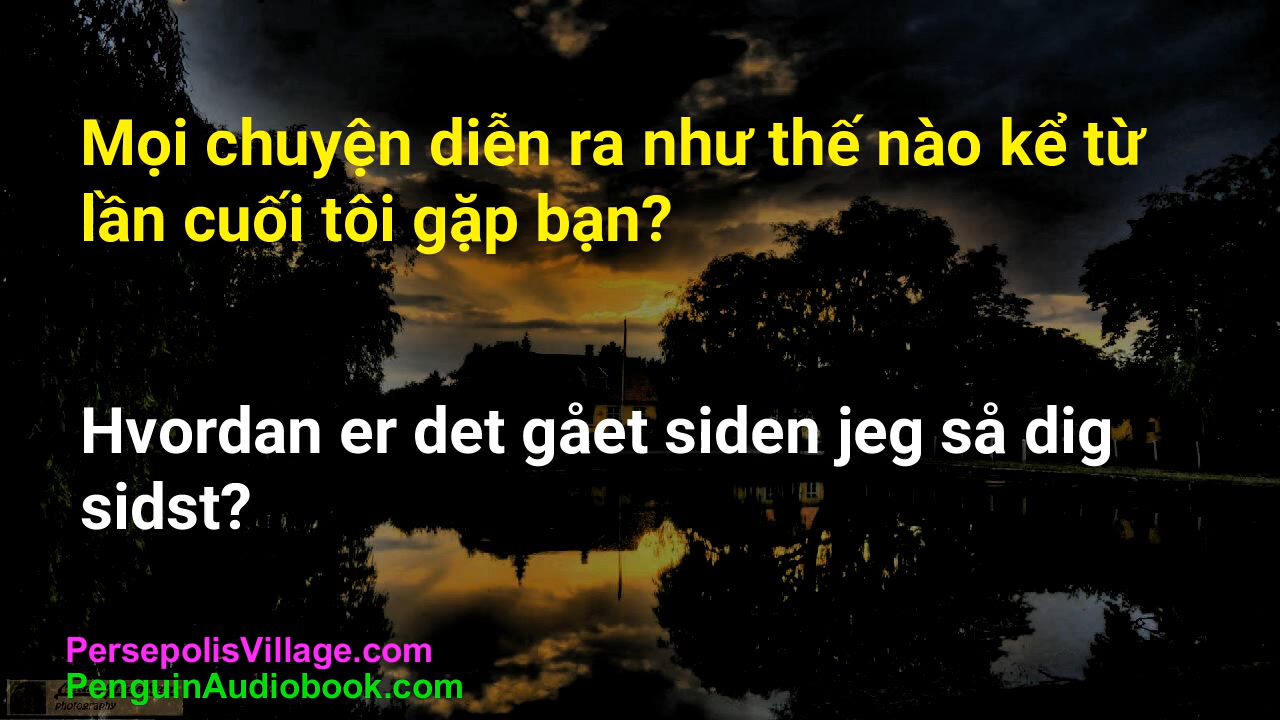 Mọi chuyện diễn ra như thế nào kể từ
lần cuối tôi gặp bạn?
Hvordan er det gået siden jeg så dig
sidst?
PersepolisVillage.com
PenguinAudiobook.com
photography